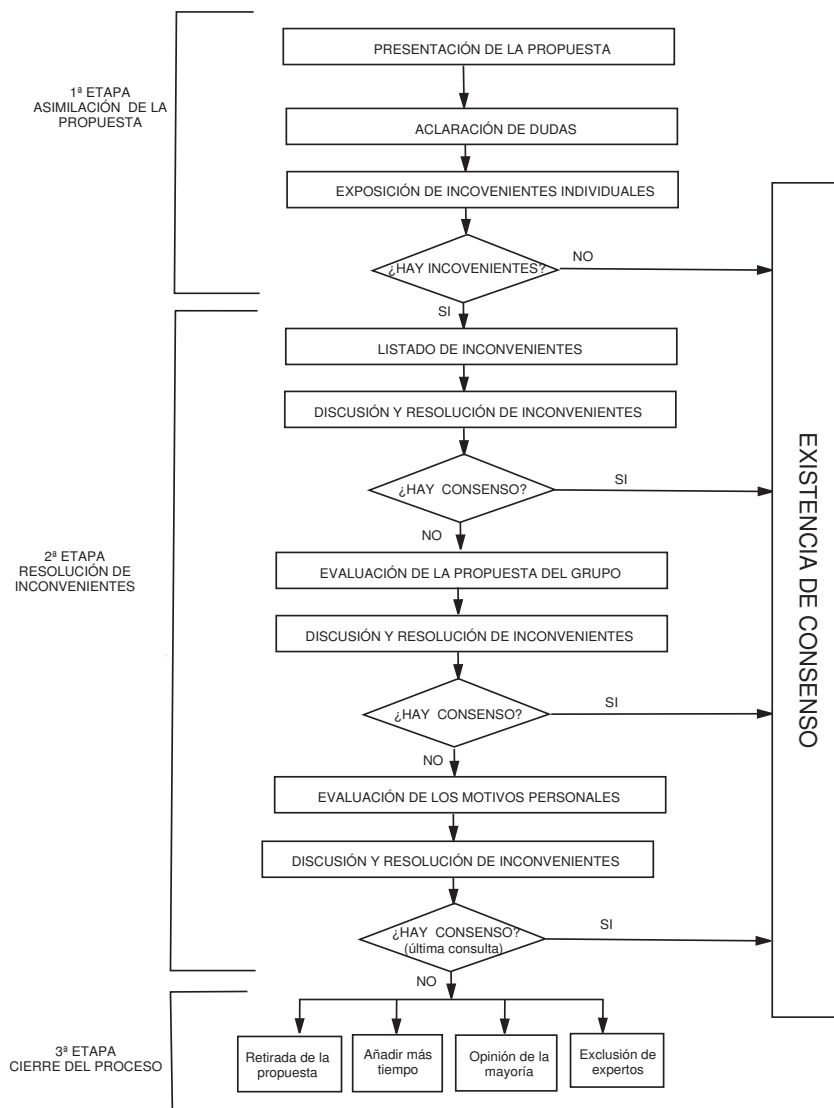 PRESENTACIÓN DE LA PROPUESTA
1ª ETAPA
ASIMILACIÓN DE LA
PROPUESTA
ACLARACIÓN DE DUDAS
EXPOSICIÓN DE INCOVENIENTES INDIVIDUALES
¿HAY INCOVENIENTES?
NO
SI
LISTADO DE INCONVENIENTES
DISCUSIÓN Y RESOLUCIÓN DE INCONVENIENTES
¿HAY CONSENSO?
SI
NO
2ª ETAPA
RESOLUCIÓN DE
INCONVENIENTES
EVALUACIÓN DE LA PROPUESTA DEL GRUPO
DISCUSIÓN Y RESOLUCIÓN DE INCONVENIENTES
¿HAY CONSENSO?
SI
NO
EVALUACIÓN DE LOS MOTIVOS PERSONALES
DISCUSIÓN Y RESOLUCIÓN DE INCONVENIENTES
¿HAY CONSENSO?
(última consulta)
SI
NO
EXISTENCIA DE CONSENSO
3ª ETAPA
CIERRE DEL PROCESO
Retirada de la
propuesta
Añadir más
tiempo
Opinión de la
mayoría
Exclusión de
expertos